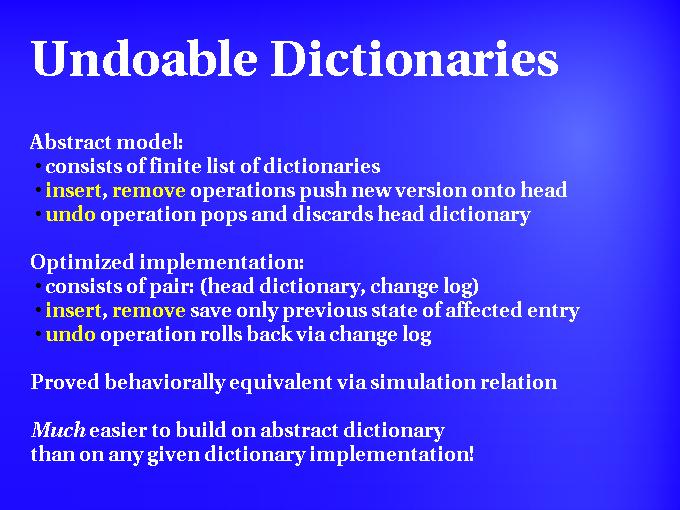 Undoable Dictionaries
Abstract model:
• consists of finite list of dictionaries
• insert, remove operations push new version onto head
• undo operation pops and discards head dictionary
Optimized implementation:
• consists of pair: (head dictionary, change log)
• insert, remove save only previous state of affected entry
• undo operation rolls back via change log
Proved behaviorally equivalent via simulation relation
Much easier to build on abstract dictionary
than on any given dictionary implementation!